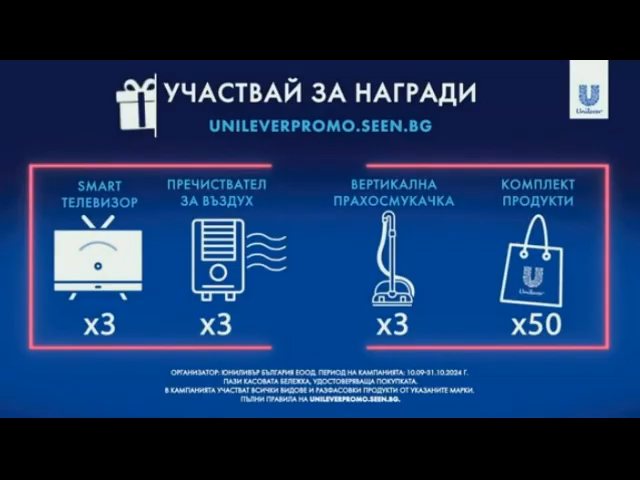 УЧАСТВАЙ ЗА НАГРАДИ
UNILEVERPROMO.SEEN.BG
Unilever
SMART
ТЕЛЕВИЗОР
x3
ПРЕЧИСТВАТЕЛ
ЗА ВЪЗДУХ
x3
ВЕРТИКАЛНА
ПРАХОСМУКАЧКА
x3
КОМПЛЕКТ
ПРОДУКТИ
Unilever
x50
ОРГАНИЗАТОР: ЮНИЛИВЪР БЪЛГАРИЯ ЕООД. ПЕРИОД НА КАМПАНИЯТА: 10.09-31.10.2024 Г.
ПАЗИ КАСОВАТА БЕЛЕЖКА, УДОСТОВЕРЯВАЩА ПОКУПКАТА.
В КАМПАНИЯТА УЧАСТВАТ ВСИЧКИ ВИДОВЕ И РАЗФАСОВКИ ПРОДУКТИ ОТ УКАЗАНИТЕ МАРКИ.
ПЪЛНИ ПРАВИЛА НА UNILEVERPROMO.SEEN.BG.